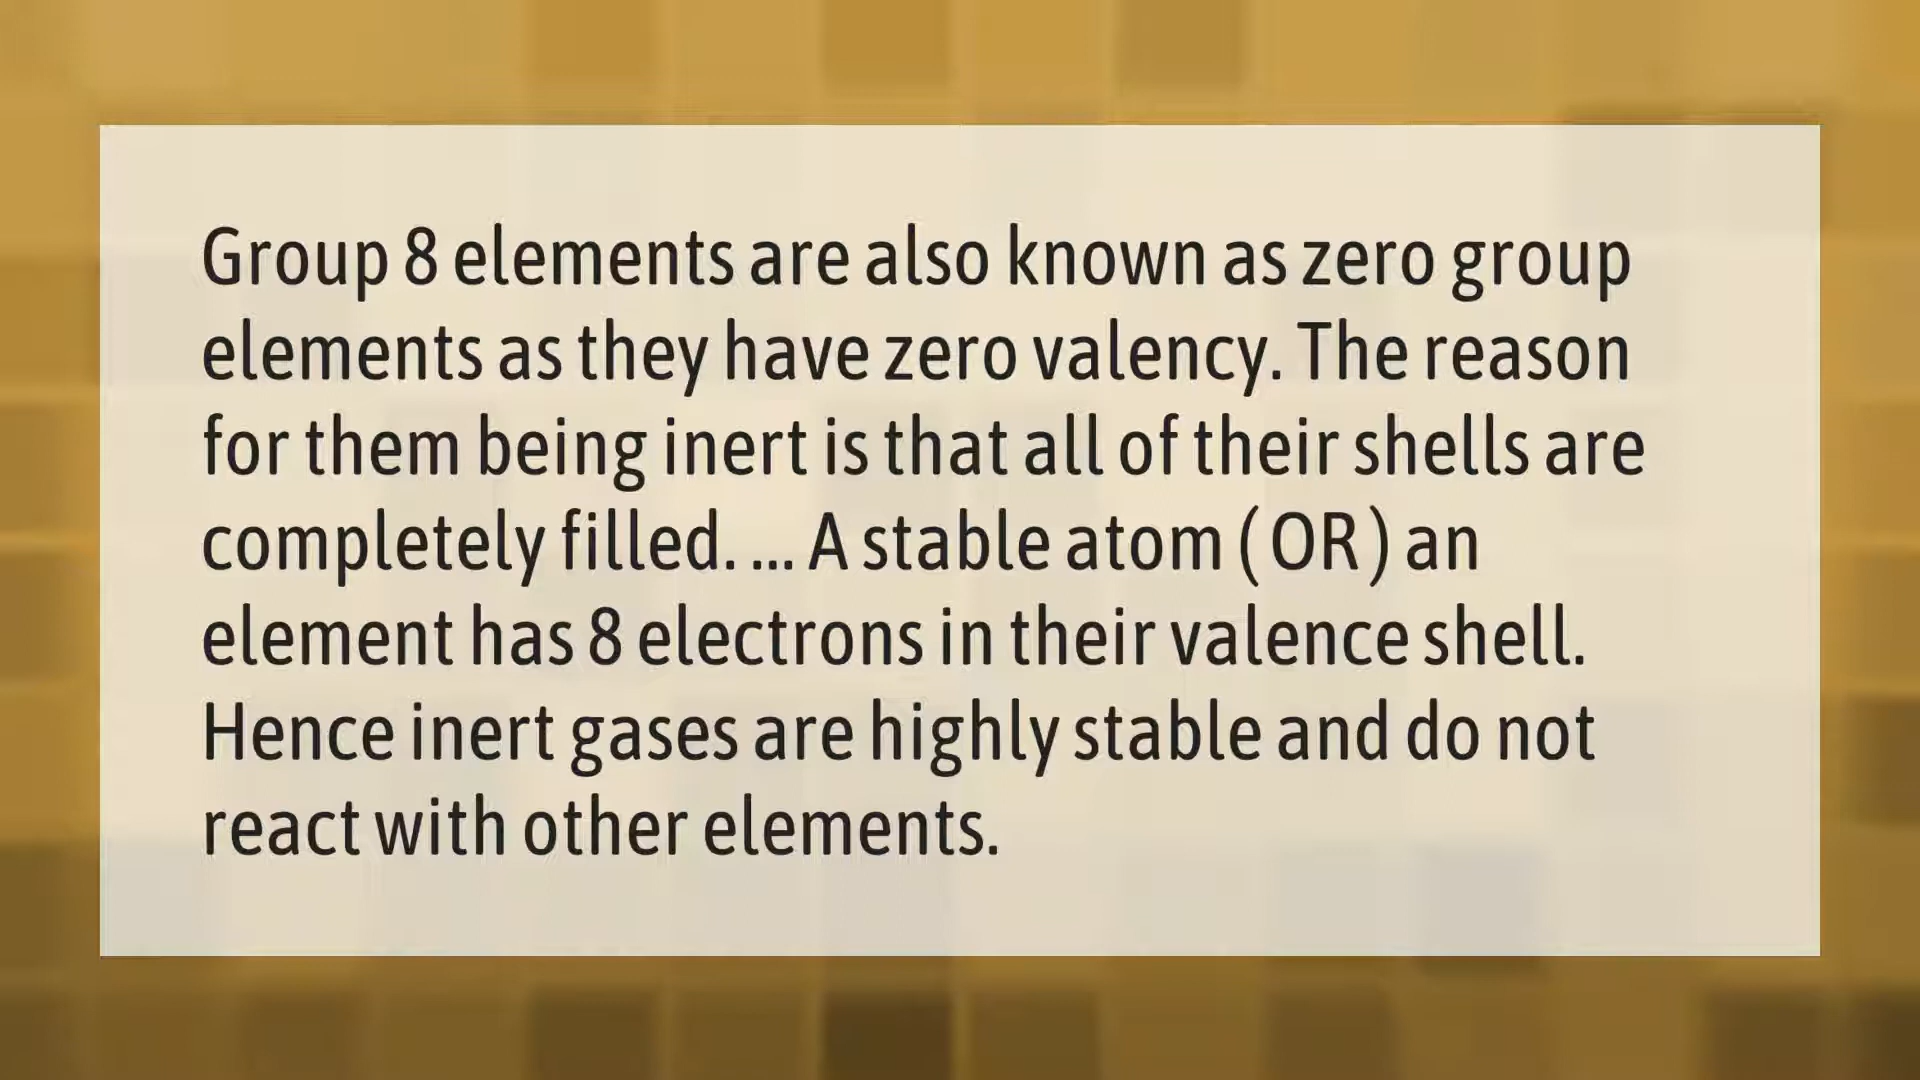 Group 8 elements are also known as zero group
elements as they have zero valency. The reason
for them being inert is that all of their shells are
completely filled. ... A stable atom ( OR ) an
element has 8 electrons in their valence shell.
Hence inert gases are highly stable and do not
react with other elements.